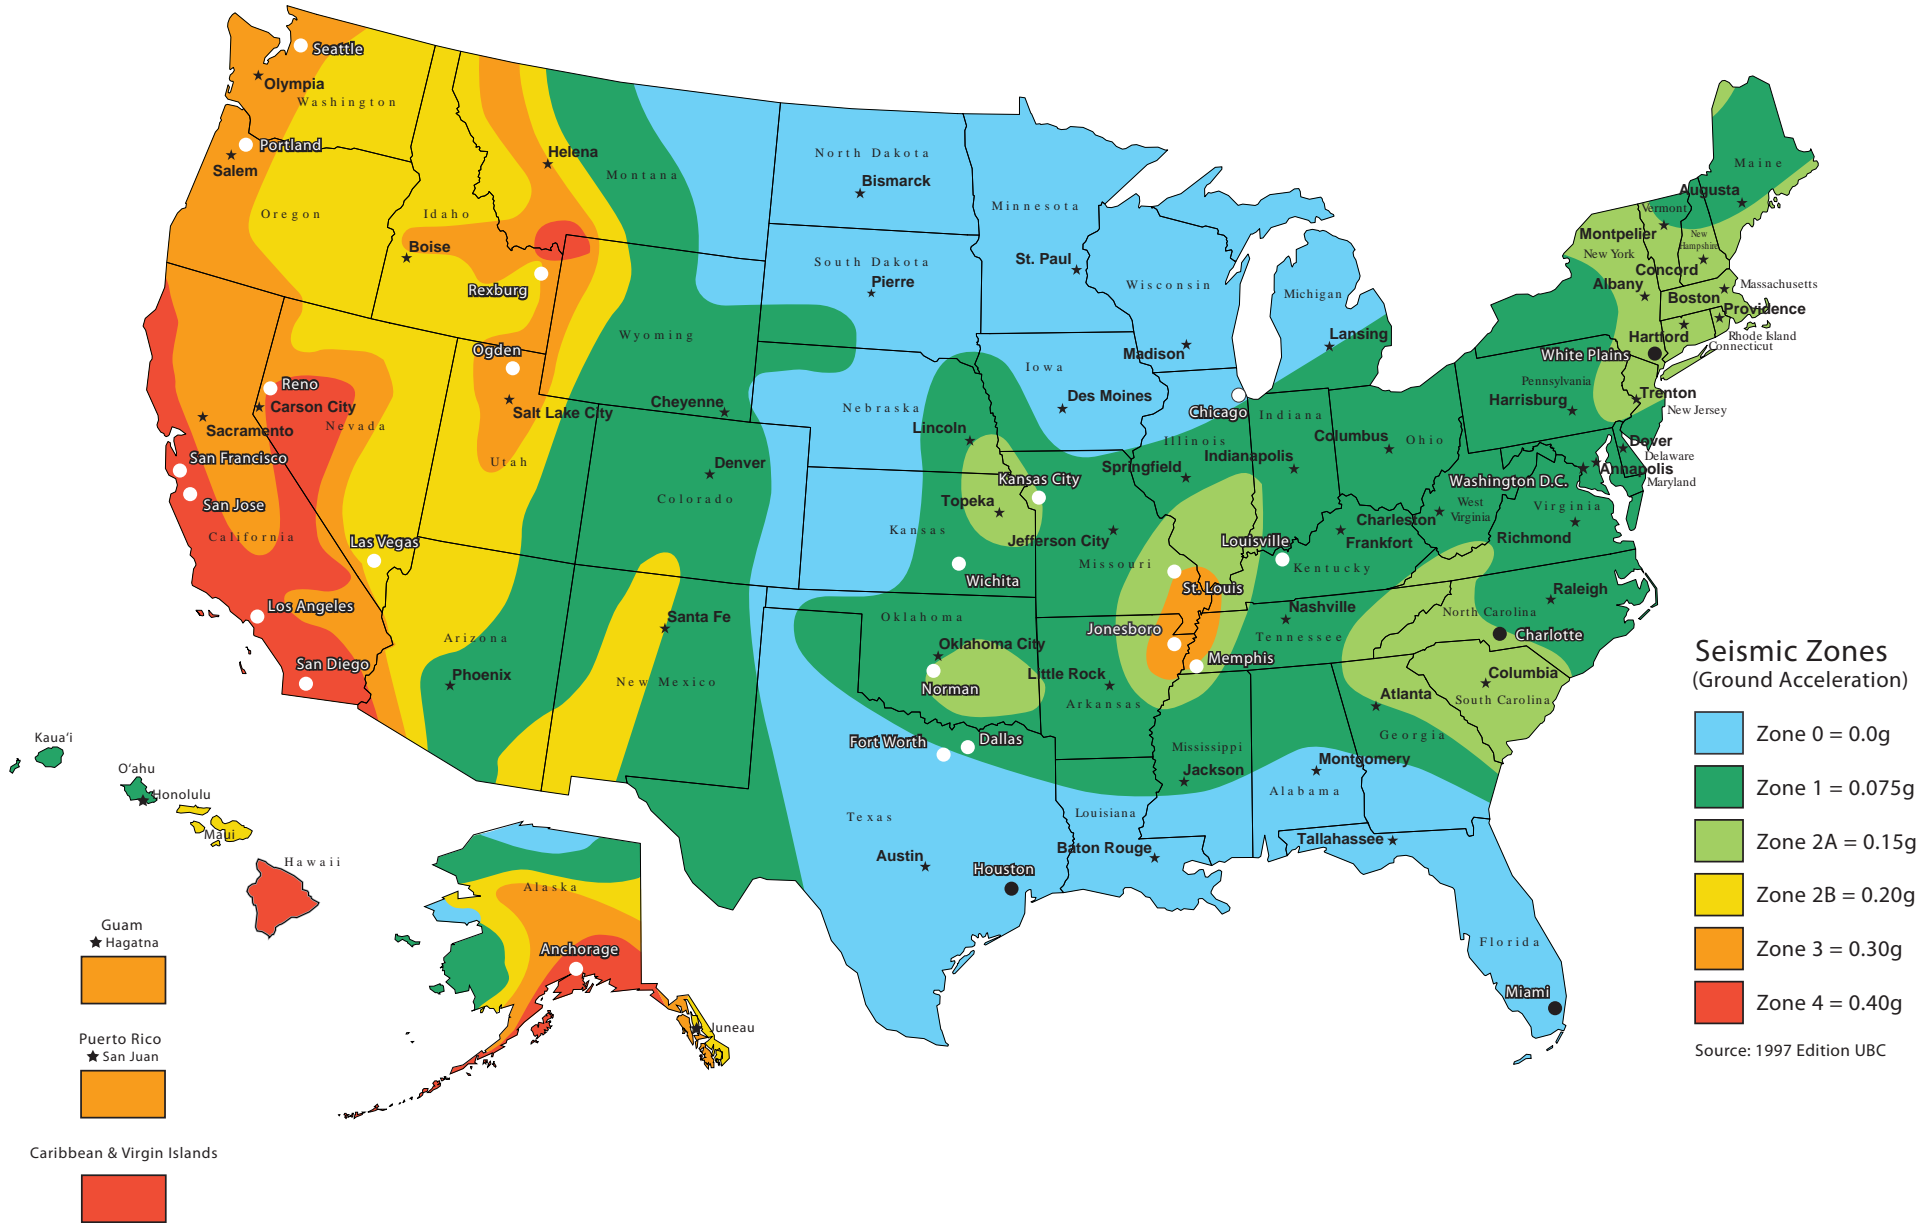 Seattle
Olympia
Washington
Portland
Salem
Oregon
Idaho
Boise
Rexburg
Helena
Montana
North Dakota
Bismarck
Minnesota
St. Paul
South Dakota
Pierre
Wisconsin
Madison
Michigan
Lansing
Maine
Augusta
Vermont
Montpelier
New
Hampshire
New York
Concord
Albany
Massachusetts
Boston
Providence
Rhode Island
Hartford
Connecticut
White Plains
Pennsylvania
Harrisburg
Trenton
New Jersey
Dover
Delaware
Annapolis
Maryland
Washington D.C.
West
Virginia
Virginia
Richmond
Charleston
Wyoming
Cheyenne
Ogden
Salt Lake City
Utah
Reno
Carson City
Nevada
Sacramento
San Francisco
San Jose
California
Las Vegas
Los Angeles
San Diego
Nebraska
Lincoln
Iowa
Des Moines
Chicago
Illinois
Springfield
Indiana
Indianapolis
Ohio
Columbus
Denver
Colorado
Kansas
Topeka
Kansas City
Wichita
Jefferson City
Missouri
St. Louis
Louisville
Frankfort
Kentucky
Nashville
Tennessee
Jonesboro
Memphis
North Carolina
Raleigh
Charlotte
Columbia
South Carolina
Atlanta
Georgia
Arizona
Phoenix
Santa Fe
New Mexico
Oklahoma
Oklahoma City
Norman
Little Rock
Arkansas
Fort Worth
Dallas
Texas
Austin
Houston
Mississippi
Jackson
Louisiana
Baton Rouge
Montgomery
Alabama
Tallahassee
Florida
Miami
Kaua'i
O'ahu
Honolulu
Maui
Hawaii
Alaska
Anchorage
Juneau
Guam
Hagatna
Puerto Rico
San Juan
Caribbean & Virgin Islands
Seismic Zones
(Ground Acceleration)
Zone 0 = 0.0g
Zone 1 = 0.075g
Zone 2A = 0.15g
Zone 2B = 0.20g
Zone 3 = 0.30g
Zone 4 = 0.40g
Source: 1997 Edition UBC